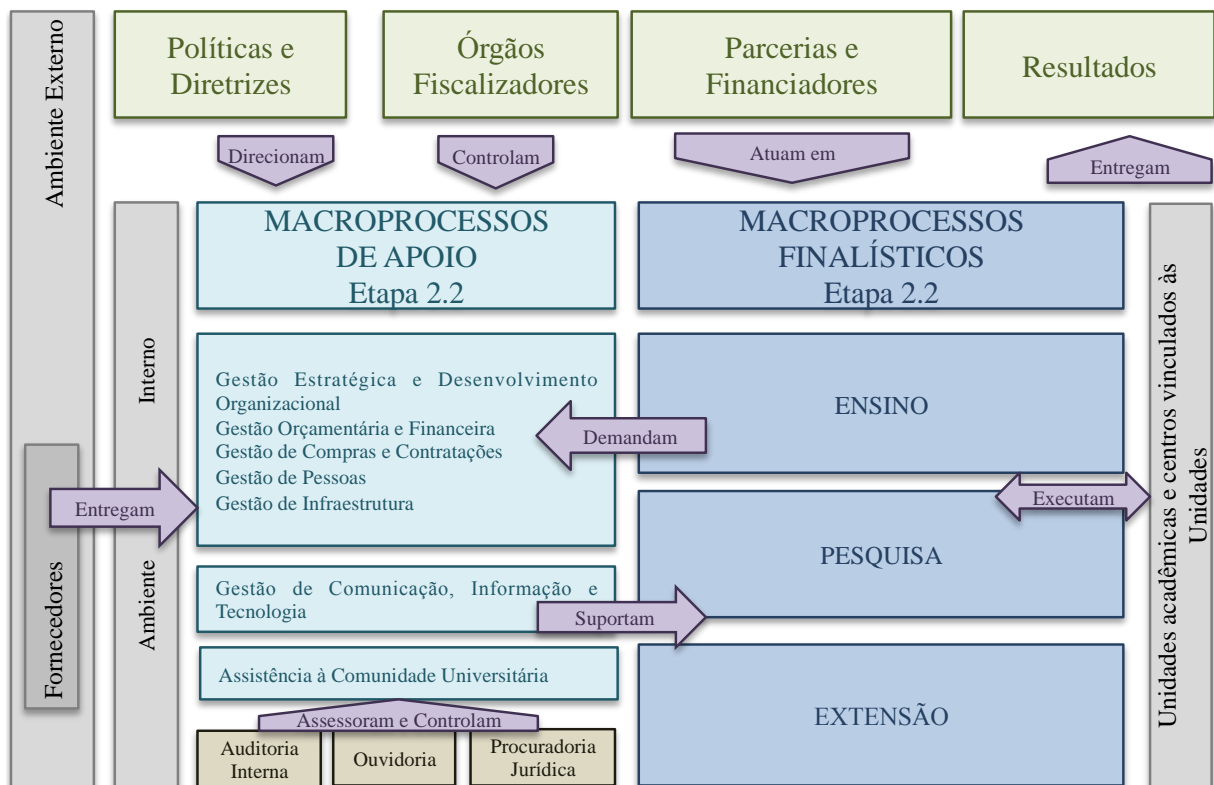 Políticas e
Diretrizes
Órgãos
Fiscalizadores
Parcerias e
Financiadores
Resultados
Ambiente Externo
Direcionam
Controlam
Atuam em
Entregam
MACROPROCESSOS
DE APOIO
Etapa 2.2
MACROPROCESSOS
FINALÍSTICOS
Etapa 2.2
Ambiente Interno
Gestão Estratégica e Desenvolvimento
Organizacional
Gestão Orçamentária e Financeira
Gestão de Compras e Contratações
Gestão de Pessoas
Gestão de Infraestrutura
Demandam
ENSINO
Fornecedores
Entregam
Executam
Unidades acadêmicas e centros vinculados às
Unidades
PESQUISA
Gestão de Comunicação, Informação e
Tecnologia
Suportam
Assistência à Comunidade Universitária
EXTENSÃO
Assessoram e Controlam
Auditoria
Interna
Ouvidoria
Procuradoria
Jurídica